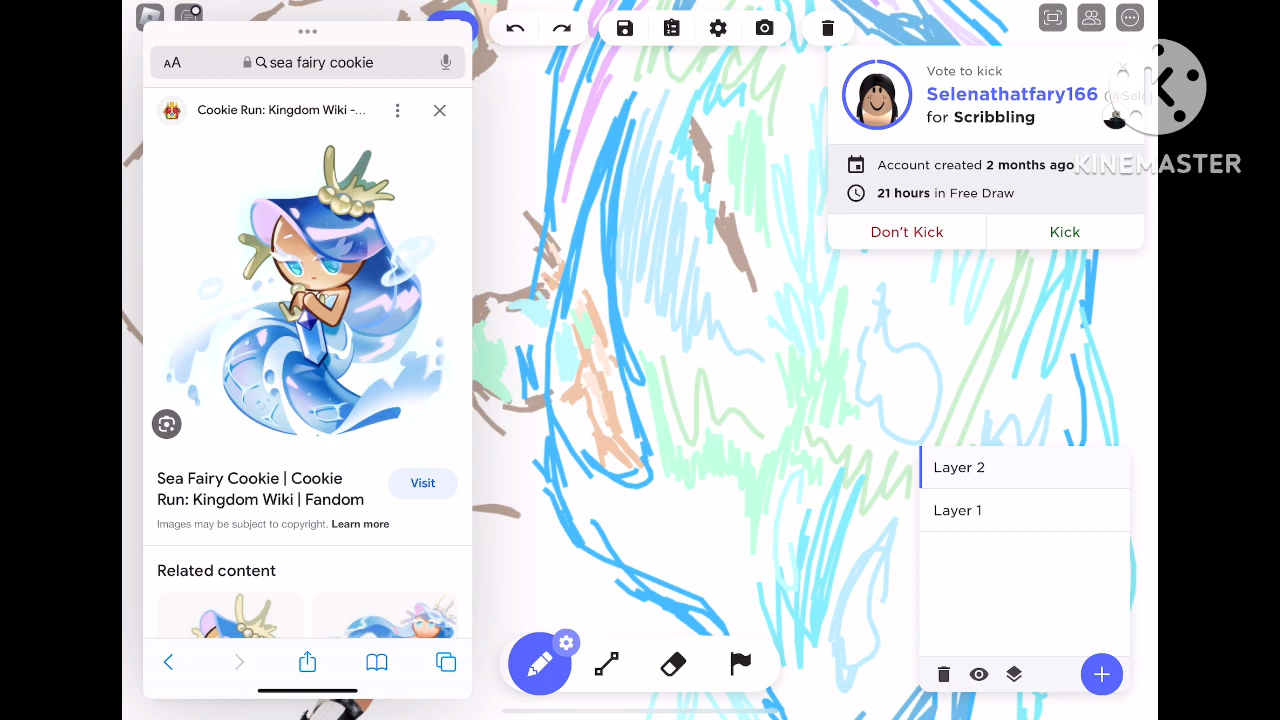 AA
sea fairy cookie
Cookie Run: Kingdom Wiki -...
Sea Fairy Cookie | Cookie
Run: Kingdom Wiki | Fandom
Visit
Images may be subject to copyright. Learn more
Related content
Vote to kick
Selenathatfary166
for Scribbling
Account created 2 months ago
21 hours in Free Draw
Don't Kick
Kick
KINEMASTER
Layer 2
Layer 1